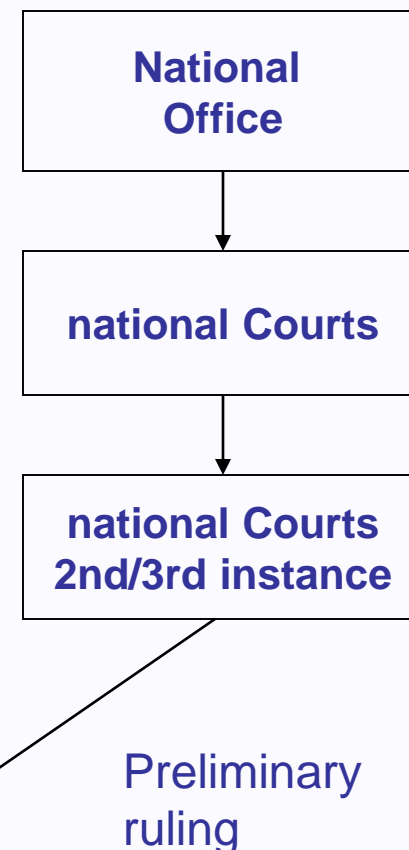 National
Office
national Courts
national Courts
2nd/3rd instance
Preliminary
ruling